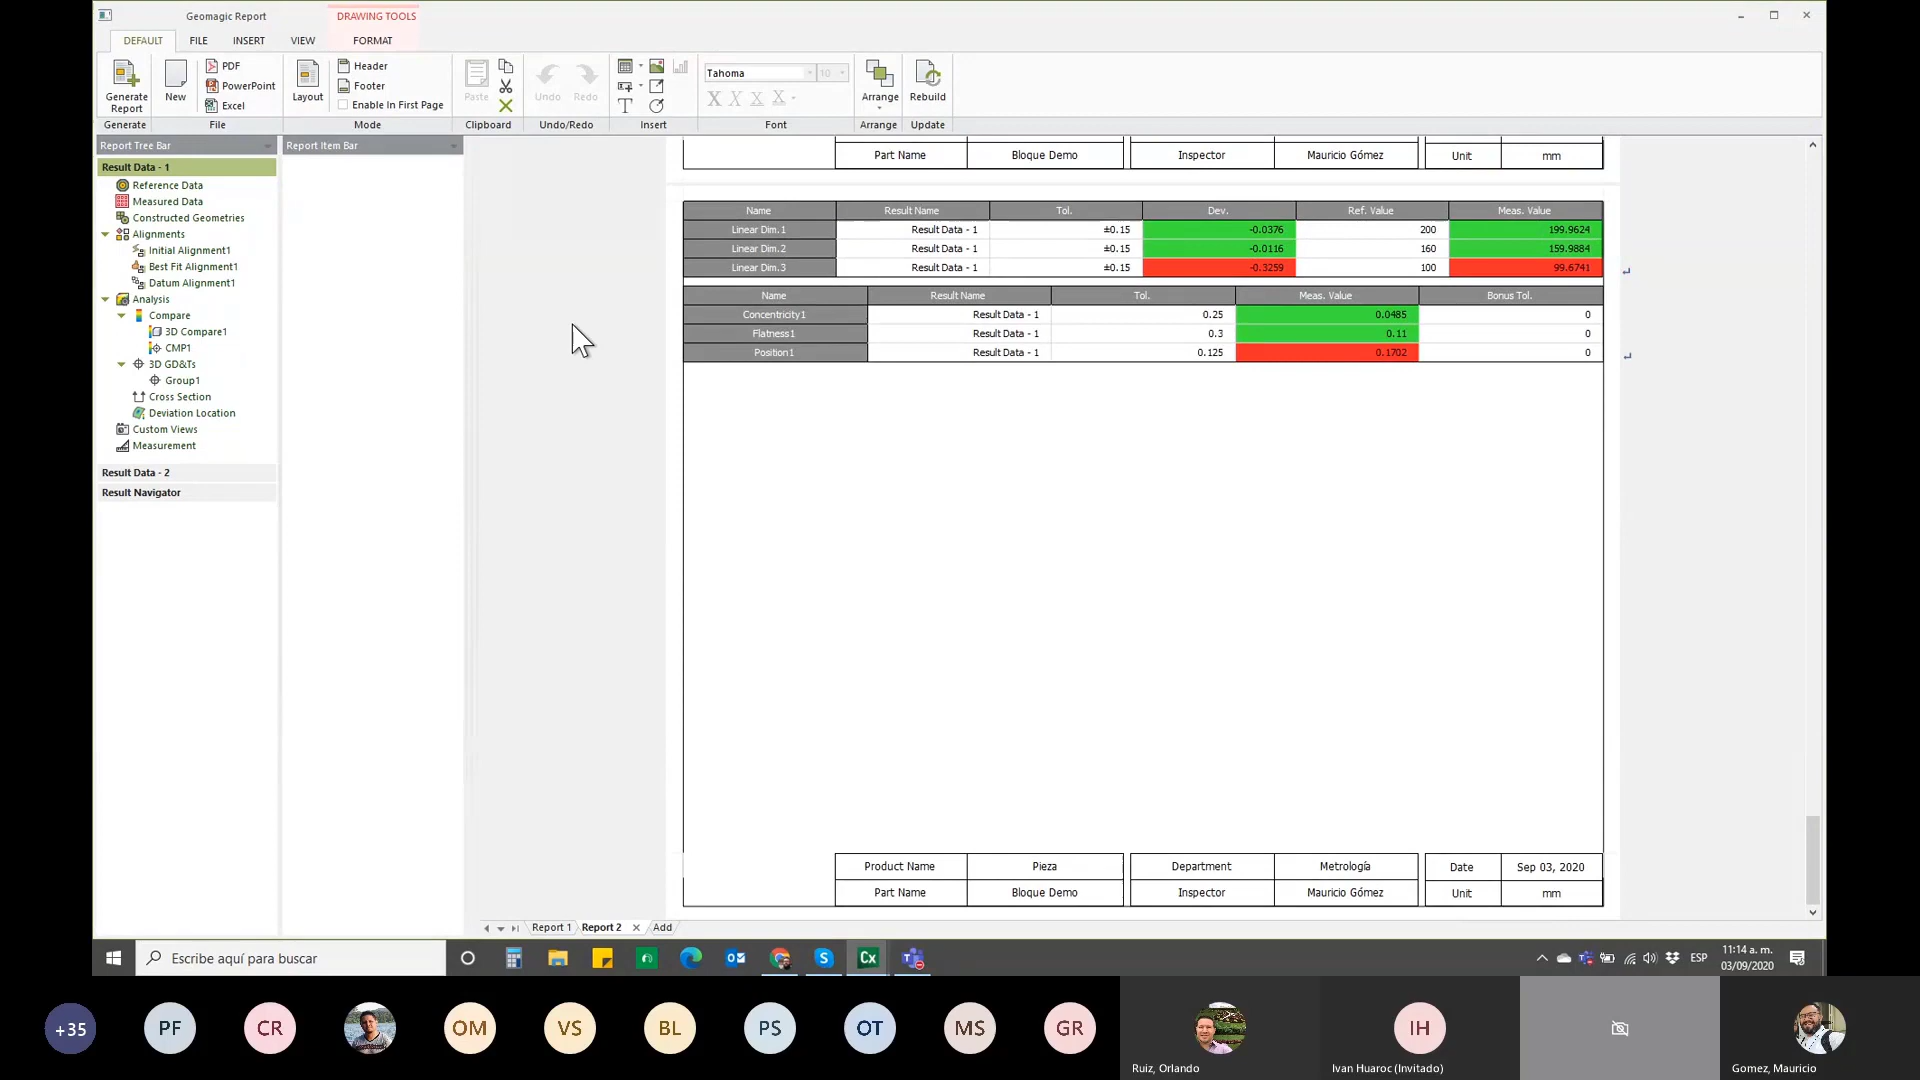 Geomagic Report
DRAWING TOOLS
DEFAULT FILE INSERT VIEW FORMAT
Generate Report
New
PDF
PowerPoint
Excel
Layout
Header
Footer
Enable In First Page
Paste
Undo Redo
Tahoma 10
X X X X
Arrange
Rebuild
Generate File Mode Clipboard Undo/Redo Insert Font Arrange Update
Report Tree Bar
Report Item Bar
Result Data - 1
Reference Data
Measured Data
Constructed Geometries
Alignments
Initial Alignment1
Best Fit Alignment1
Datum Alignment1
Analysis
Compare
3D Compare1
CMP1
3D GD&Ts
Group1
Cross Section
Deviation Location
Custom Views
Measurement
Result Data - 2
Result Navigator
Part Name Bloque Demo Inspector Mauricio Gómez Unit mm
Name Result Name Tol. Dev. Ref. Value Meas. Value
Linear Dim.1 Result Data - 1 ±0.15 -0.0376 200 199.9624
Linear Dim.2 Result Data - 1 ±0.15 -0.0116 160 159.9884
Linear Dim.3 Result Data - 1 ±0.15 -0.3259 100 99.6741
Name Result Name Tol. Meas. Value Bonus Tol.
Concentricity1 Result Data - 1 0.25 0.0485 0
Flatness1 Result Data - 1 0.3 0.11 0
Position1 Result Data - 1 0.125 0.1702 0
Product Name Pieza Department Metrología Date Sep 03, 2020
Part Name Bloque Demo Inspector Mauricio Gómez Unit mm
Report 1 Report 2 Add
Escribe aquí para buscar
Cx
ESP
11:14 a. m.
03/09/2020
+35 PF CR OM VS BL PS OT MS GR IH
Ruiz, Orlando
Ivan Huaroc (Invitado)
Gomez, Mauricio